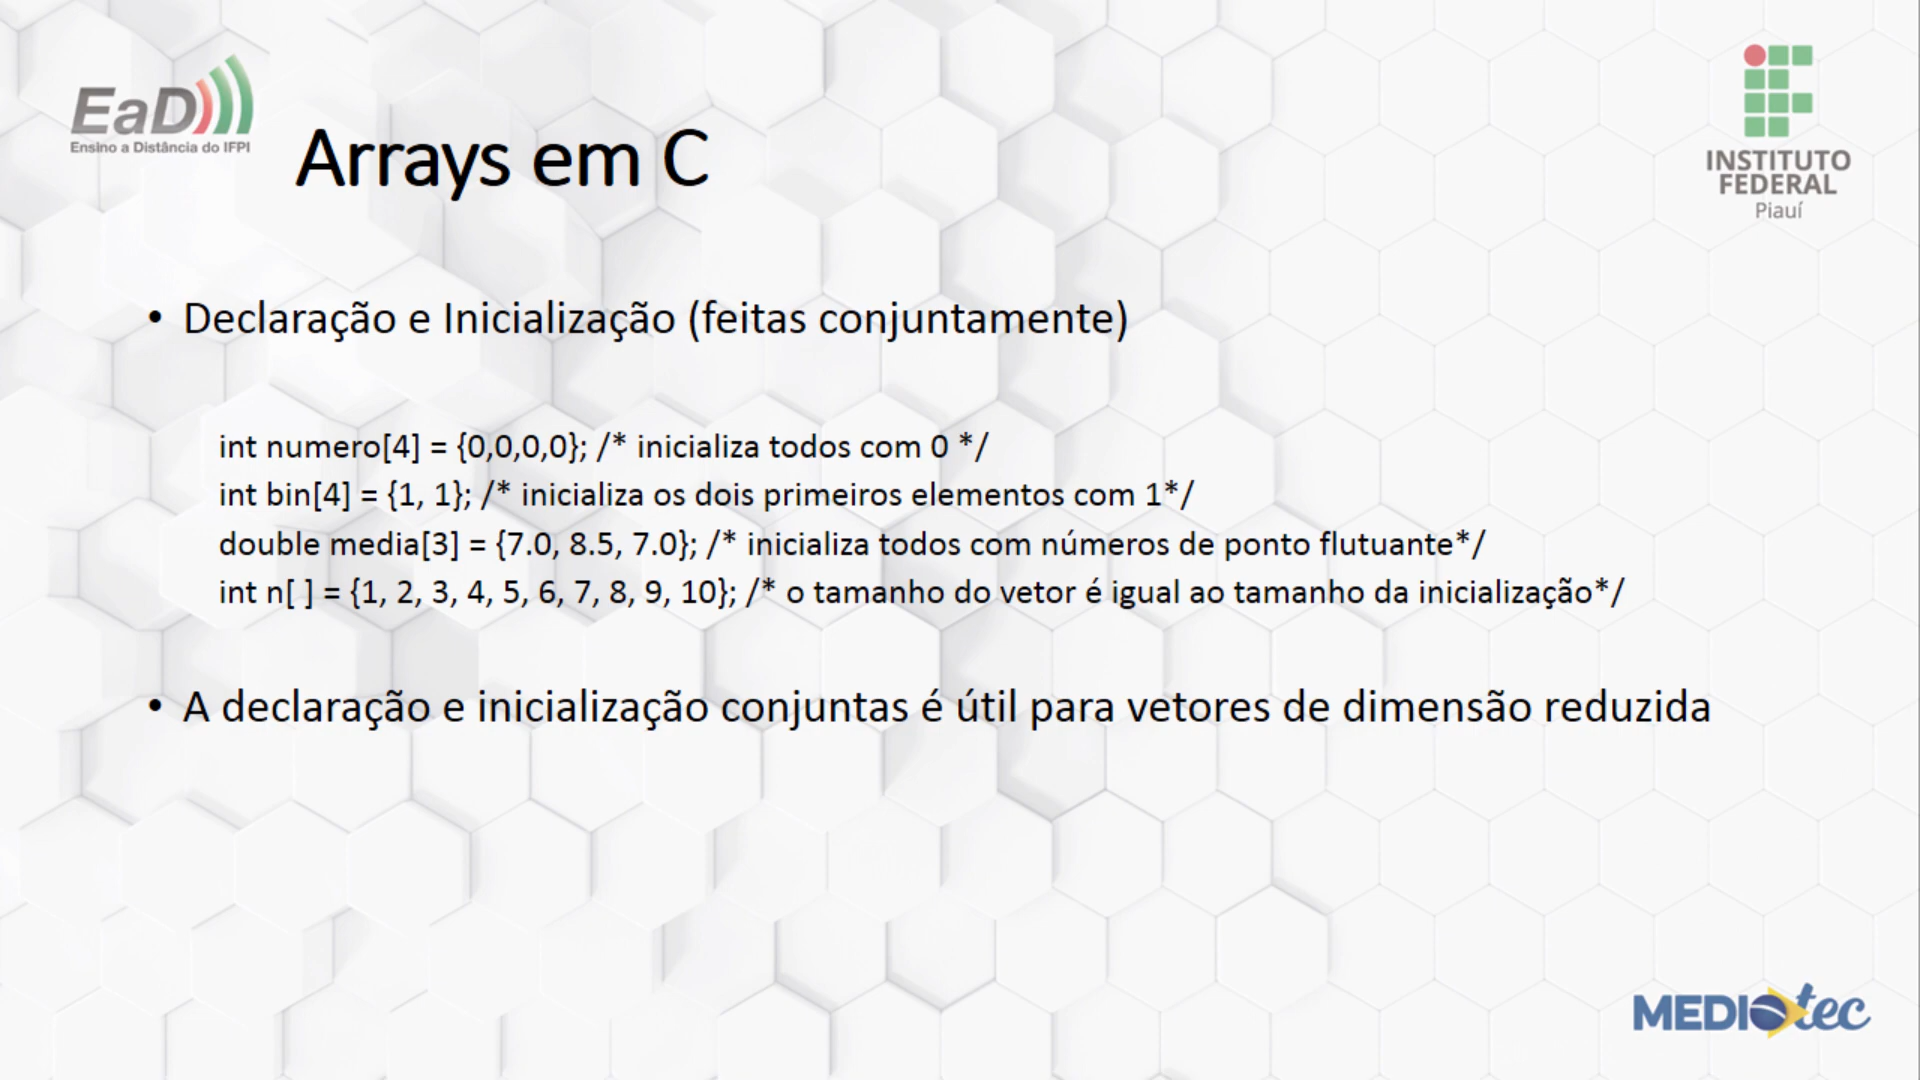 EaD
Ensino a Distância do IFPI
Arrays em C
INSTITUTO
FEDERAL
Piauí
• Declaração e Inicialização (feitas conjuntamente)
int numero[4] = {0,0,0,0}; /* inicializa todos com 0 */
int bin[4] = {1, 1}; /* inicializa os dois primeiros elementos com 1*/
double media[3] = {7.0, 8.5, 7.0}; /* inicializa todos com números de ponto flutuante*/
int n[ ] = {1, 2, 3, 4, 5, 6, 7, 8, 9, 10}; /* o tamanho do vetor é igual ao tamanho da inicialização*/
• A declaração e inicialização conjuntas é útil para vetores de dimensão reduzida
MEDIOtec